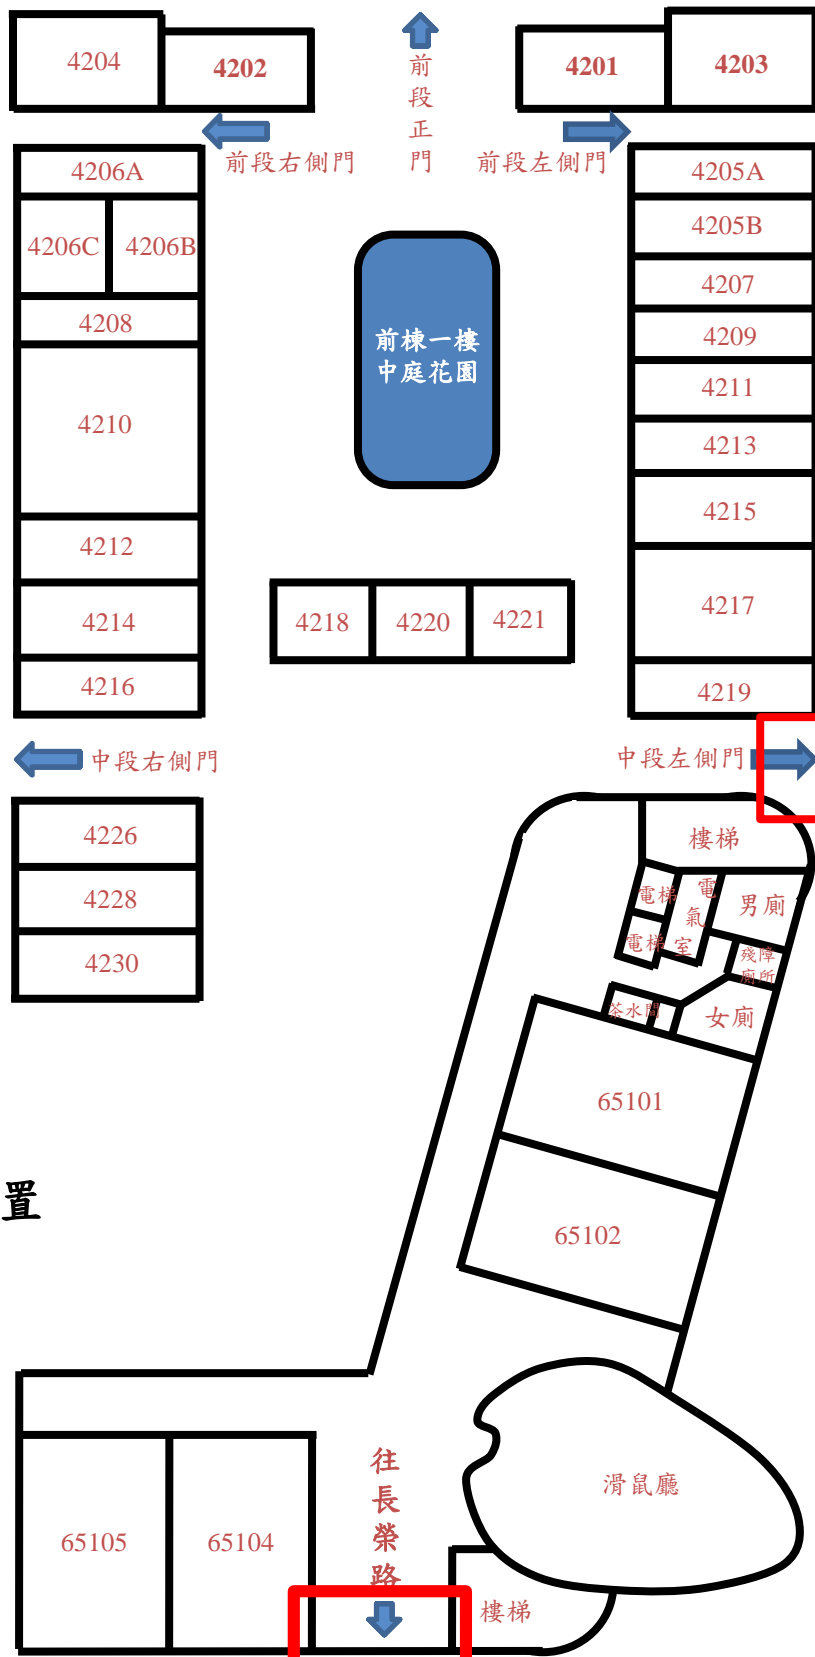 4204
4202
前段正門
4201
4203
前段右側門
前段左側門
4206A
4206C
4206B
4208
4210
4212
4214
4216
前棟一樓
中庭花園
4205A
4205B
4207
4209
4211
4213
4215
4217
4219
4218
4220
4221
中段右側門
中段左側門
4226
4228
4230
樓梯
電梯
電梯
電氣室
男廁
殘障
廁所
女廁
茶水間
65101
65102
置
滑鼠廳
往長榮路
65105
65104
樓梯